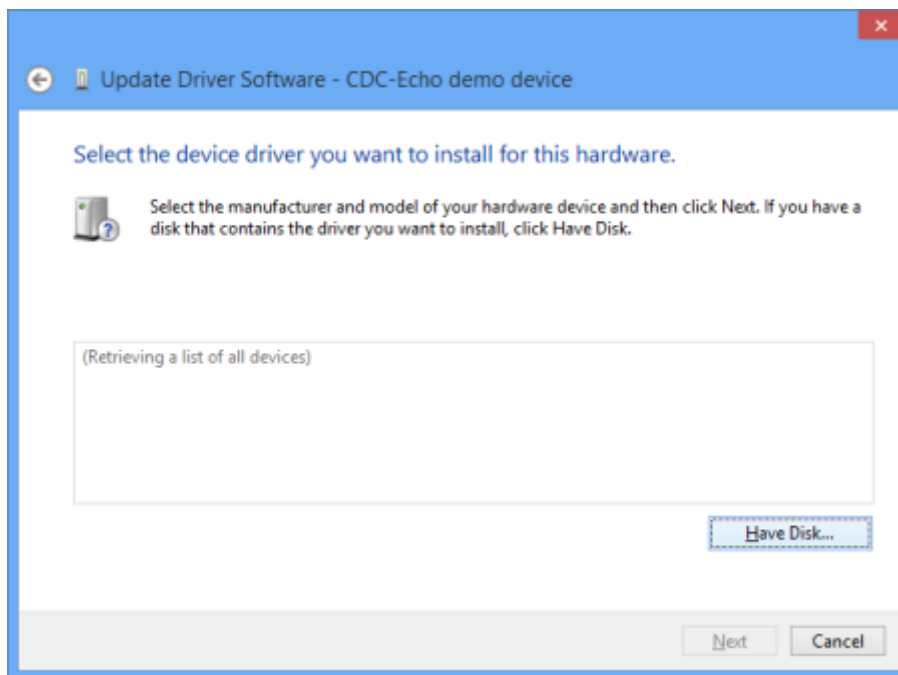 Update Driver Software - CDC-Echo demo device
Select the device driver you want to install for this hardware.
Select the manufacturer and model of your hardware device and then click Next. If you have a
disk that contains the driver you want to install, click Have Disk.
(Retrieving a list of all devices)
Have Disk...
Next
Cancel